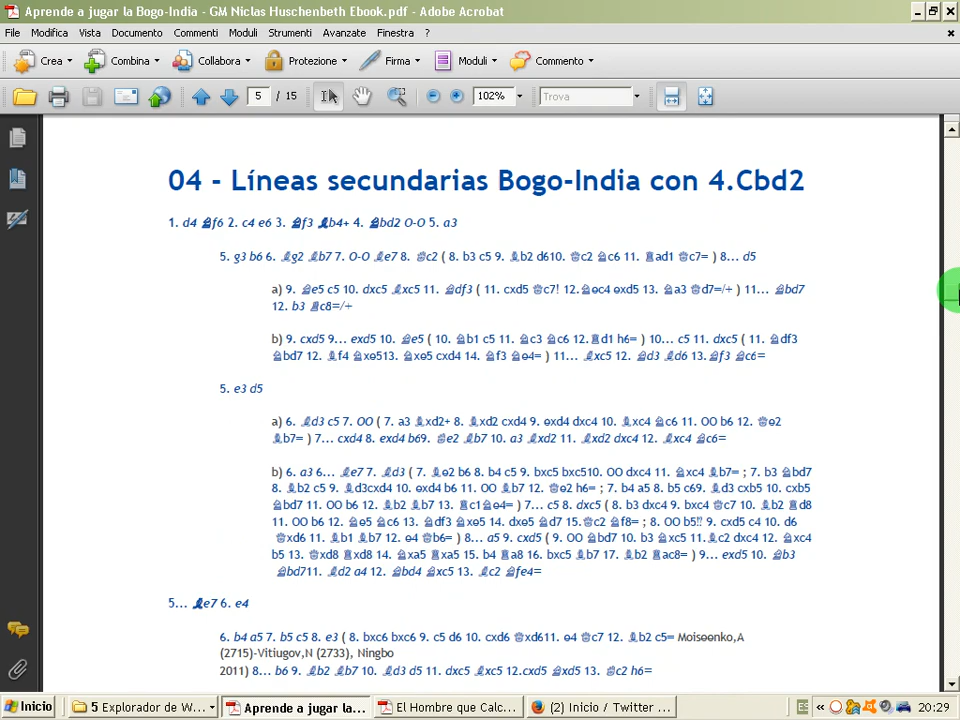 Aprende a jugar la Bogo-India - GM Niclas Huschenbeth Ebook.pdf - Adobe Acrobat
File Modifica Vista Documento Commenti Moduli Strumenti Avanzate Finestra ?
Crea Combina Collabora Protezione Firma Moduli Commento
5 / 15 102% Trova
04 - Líneas secundarias Bogo-India con 4.Cbd2
1. d4 ♘f6 2. c4 e6 3. ♘f3 ♗b4+ 4. ♘bd2 O-O 5. a3
5. g3 b6 6. ♗g2 ♗b7 7. O-O ♗e7 8. ♕c2 ( 8. b3 c5 9. ♗b2 d610. ♕c2 ♘c6 11. ♖ad1 ♕c7= ) 8... d5
a) 9. ♘e5 c5 10. dxc5 ♗xc5 11. ♘df3 ( 11. cxd5 ♕c7! 12.♘ec4 exd5 13. ♘a3 ♕d7=/+ ) 11... ♘bd7
12. b3 ♖c8=/+
b) 9. cxd5 9... exd5 10. ♘e5 ( 10. ♘b1 c5 11. ♘c3 ♘c6 12.♖d1 h6= ) 10... c5 11. dxc5 ( 11. ♘df3
♘bd7 12. ♗f4 ♘xe513. ♘xe5 cxd4 14. ♘f3 ♘e4= ) 11... ♗xc5 12. ♘d3 ♗d6 13.♘f3 ♘c6=
5. e3 d5
a) 6. ♗d3 c5 7. OO ( 7. a3 ♗xd2+ 8. ♗xd2 cxd4 9. exd4 dxc4 10. ♗xc4 ♘c6 11. OO b6 12. ♕e2
♗b7= ) 7... cxd4 8. exd4 b69. ♕e2 ♗b7 10. a3 ♗xd2 11. ♗xd2 dxc4 12. ♗xc4 ♘c6=
b) 6. a3 6... ♗e7 7. ♗d3 ( 7. ♗e2 b6 8. b4 c5 9. bxc5 bxc510. OO dxc4 11. ♘xc4 ♗b7= ; 7. b3 ♘bd7
8. ♗b2 c5 9. ♗d3cxd4 10. exd4 b6 11. OO ♗b7 12. ♕e2 h6= ; 7. b4 a5 8. b5 c69. ♗d3 cxb5 10. cxb5
♘bd7 11. OO b6 12. ♗b2 ♗b7 13. ♖c1♘e4= ) 7... c5 8. dxc5 ( 8. b3 dxc4 9. bxc4 ♕c7 10. ♗b2 ♖d8
11. OO b6 12. ♘e5 ♘c6 13. ♘df3 ♘xe5 14. dxe5 ♘d7 15.♕c2 ♘f8= ; 8. OO b5!? 9. cxd5 c4 10. d6
♕xd6 11. ♗b1 ♗b7 12. e4 ♕b6= ) 8... a5 9. cxd5 ( 9. OO ♘bd7 10. b3 ♘xc5 11.♗c2 dxc4 12. ♘xc4
b5 13. ♕xd8 ♖xd8 14. ♘xa5 ♖xa5 15. b4 ♖a8 16. bxc5 ♗b7 17. ♗b2 ♖ac8= ) 9... exd5 10. ♘b3
♘bd711. ♗d2 a4 12. ♘bd4 ♘xc5 13. ♗c2 ♘fe4=
5... ♗e7 6. e4
6. b4 a5 7. b5 c5 8. e3 ( 8. bxc6 bxc6 9. c5 d6 10. cxd6 ♕xd611. e4 ♕c7 12. ♗b2 c5= Moiseenko,A
(2715)-Vitiugov,N (2733), Ningbo
2011) 8... b6 9. ♗b2 ♗b7 10. ♗d3 d5 11. dxc5 ♗xc5 12.cxd5 ♕xd5 13. ♕c2 h6=
Inicio 5 Explorador de W... Aprende a jugar la... El Hombre que Calc... (2) Inicio / Twitter ... ES « 20:29